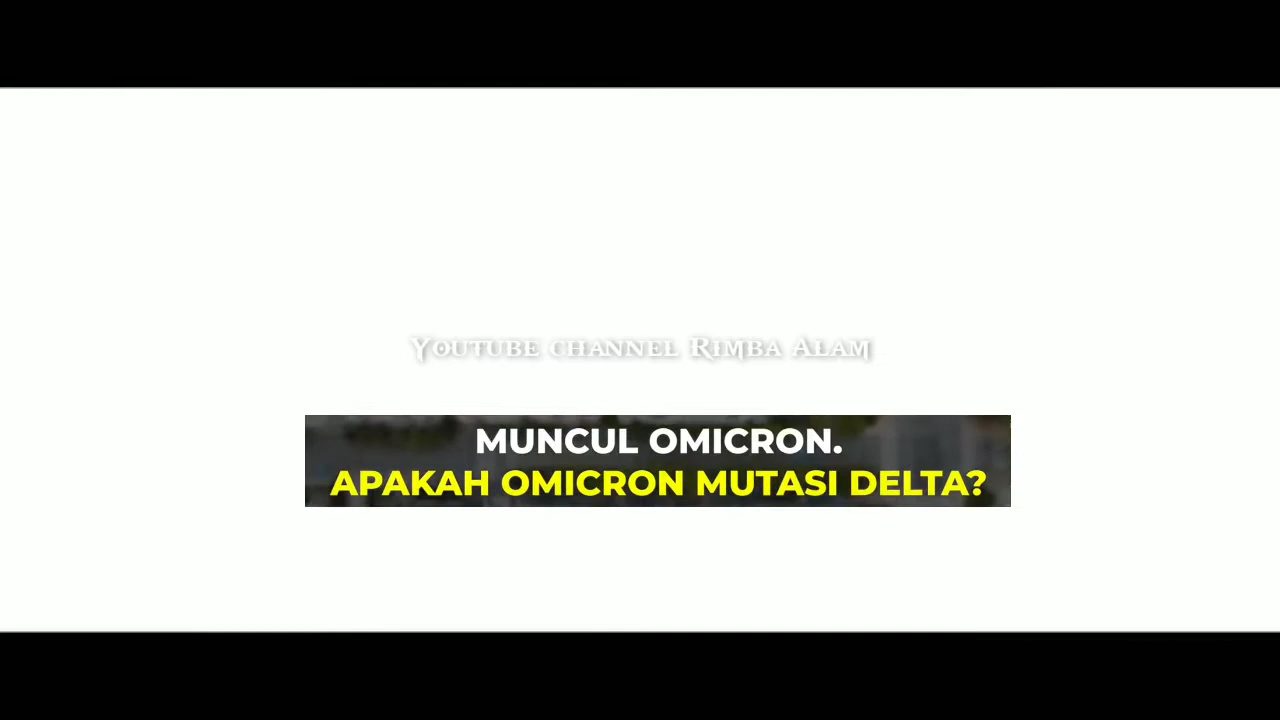 Youtube channel Rimba Alam
MUNCUL OMICRON.
APAKAH OMICRON MUTASI DELTA?